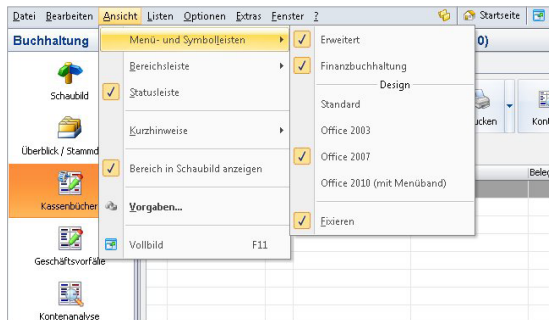 Datei Bearbeiten Ansicht Listen Optionen Extras Fenster ? Startseite
Buchhaltung
0)
Menü- und Symbolleisten
Bereichsleiste
Statusleiste
Kurzhinweise
Bereich in Schaubild anzeigen
Vorgaben...
Vollbild F11
Erweitert
Finanzbuchhaltung
Design
Standard
Office 2003
Office 2007
Office 2010 (mit Menüband)
Fixieren
Schaubild
Überblick / Stammd
Kassenbücher
Geschäftsvorfälle
Kontenanalyse
ucken
Kont
Beleg